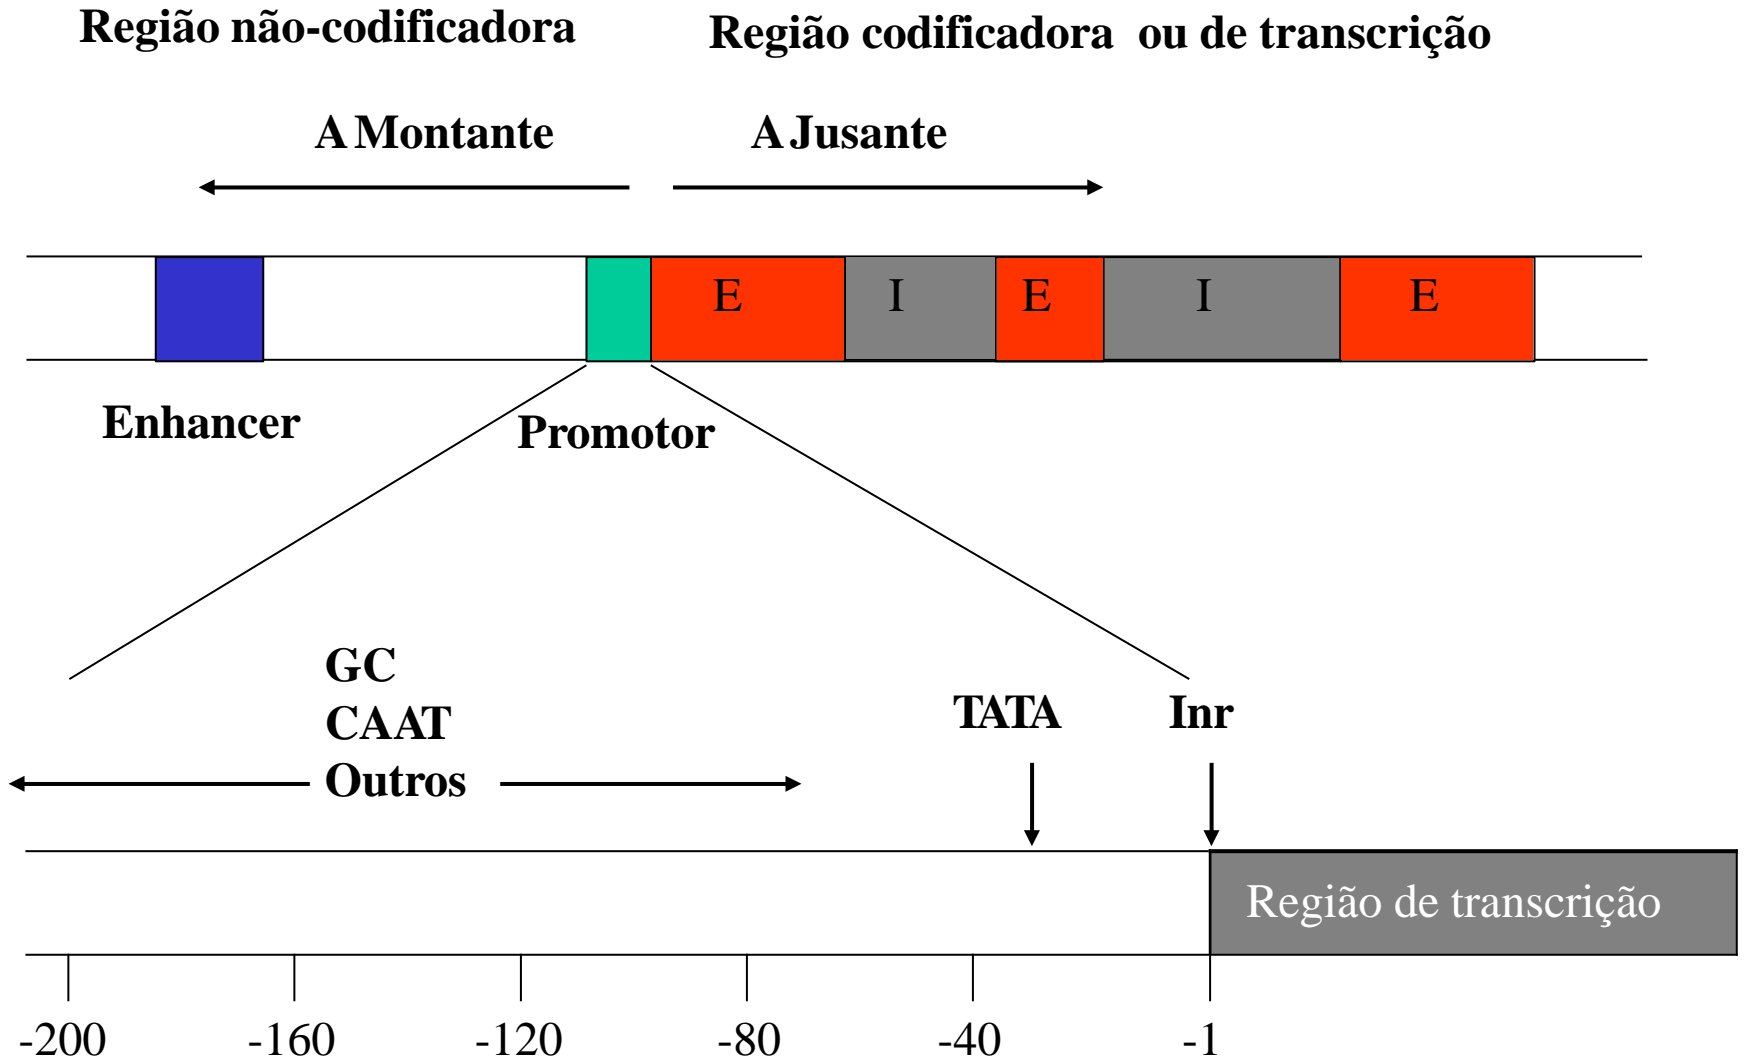 Região não-codificadora
Região codificadora ou de transcrição
A Montante
A Jusante
E I E I E
Enhancer
Promotor
GC
CAAT
Outros
TATA
Inr
Região de transcrição
-200 -160 -120 -80 -40 -1